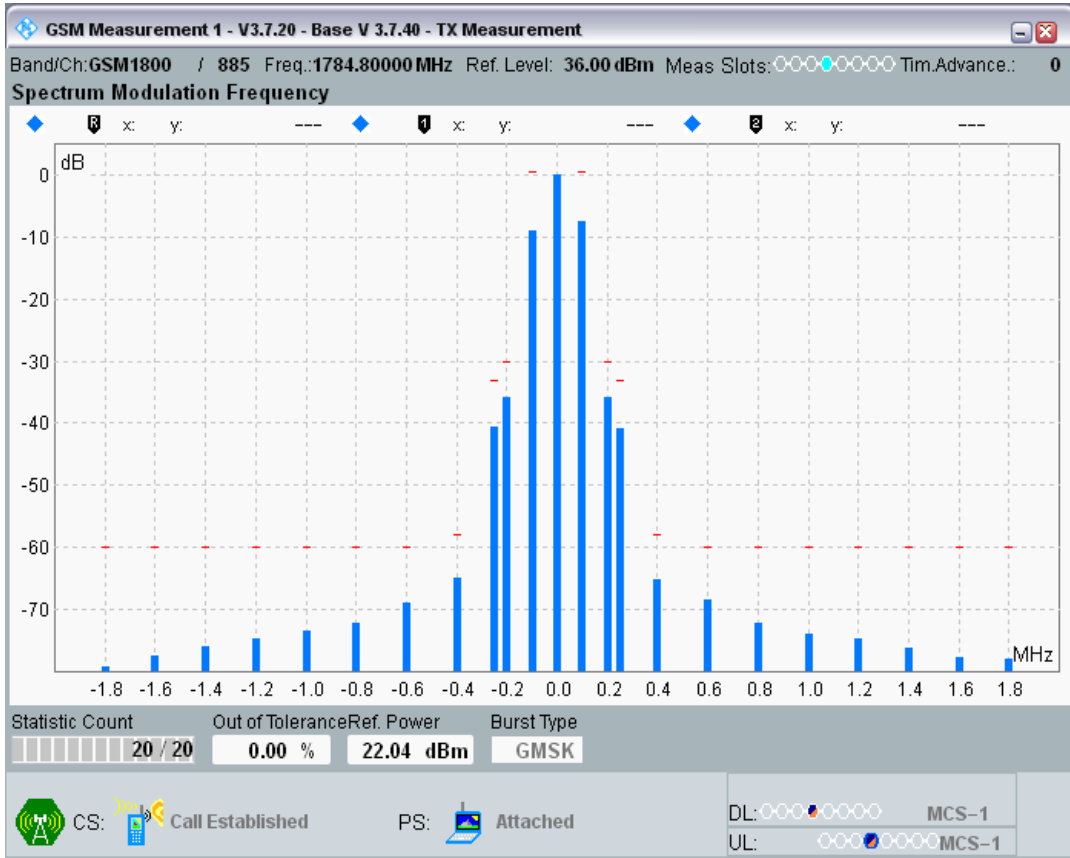 GSM Measurement 1 - V3.7.20 - Base V 3.7.40 - TX Measurement
Band/Ch:GSM1800 / 885 Freq.:1784.80000 MHz Ref. Level: 36.00 dBm Meas Slots: Tim.Advance.: 0
Spectrum Modulation Frequency
R x: y: --- 1 x: y: --- 2 x: y: ---
dB
0
-10
-20
-30
-40
-50
-60
-70
MHz
-1.8 -1.6 -1.4 -1.2 -1.0 -0.8 -0.6 -0.4 -0.2 0.0 0.2 0.4 0.6 0.8 1.0 1.2 1.4 1.6 1.8
Statistic Count Out of Tolerance Ref. Power Burst Type
20 / 20 0.00 % 22.04 dBm GMSK
CS: Call Established PS: Attached
DL: MCS-1
UL: MCS-1